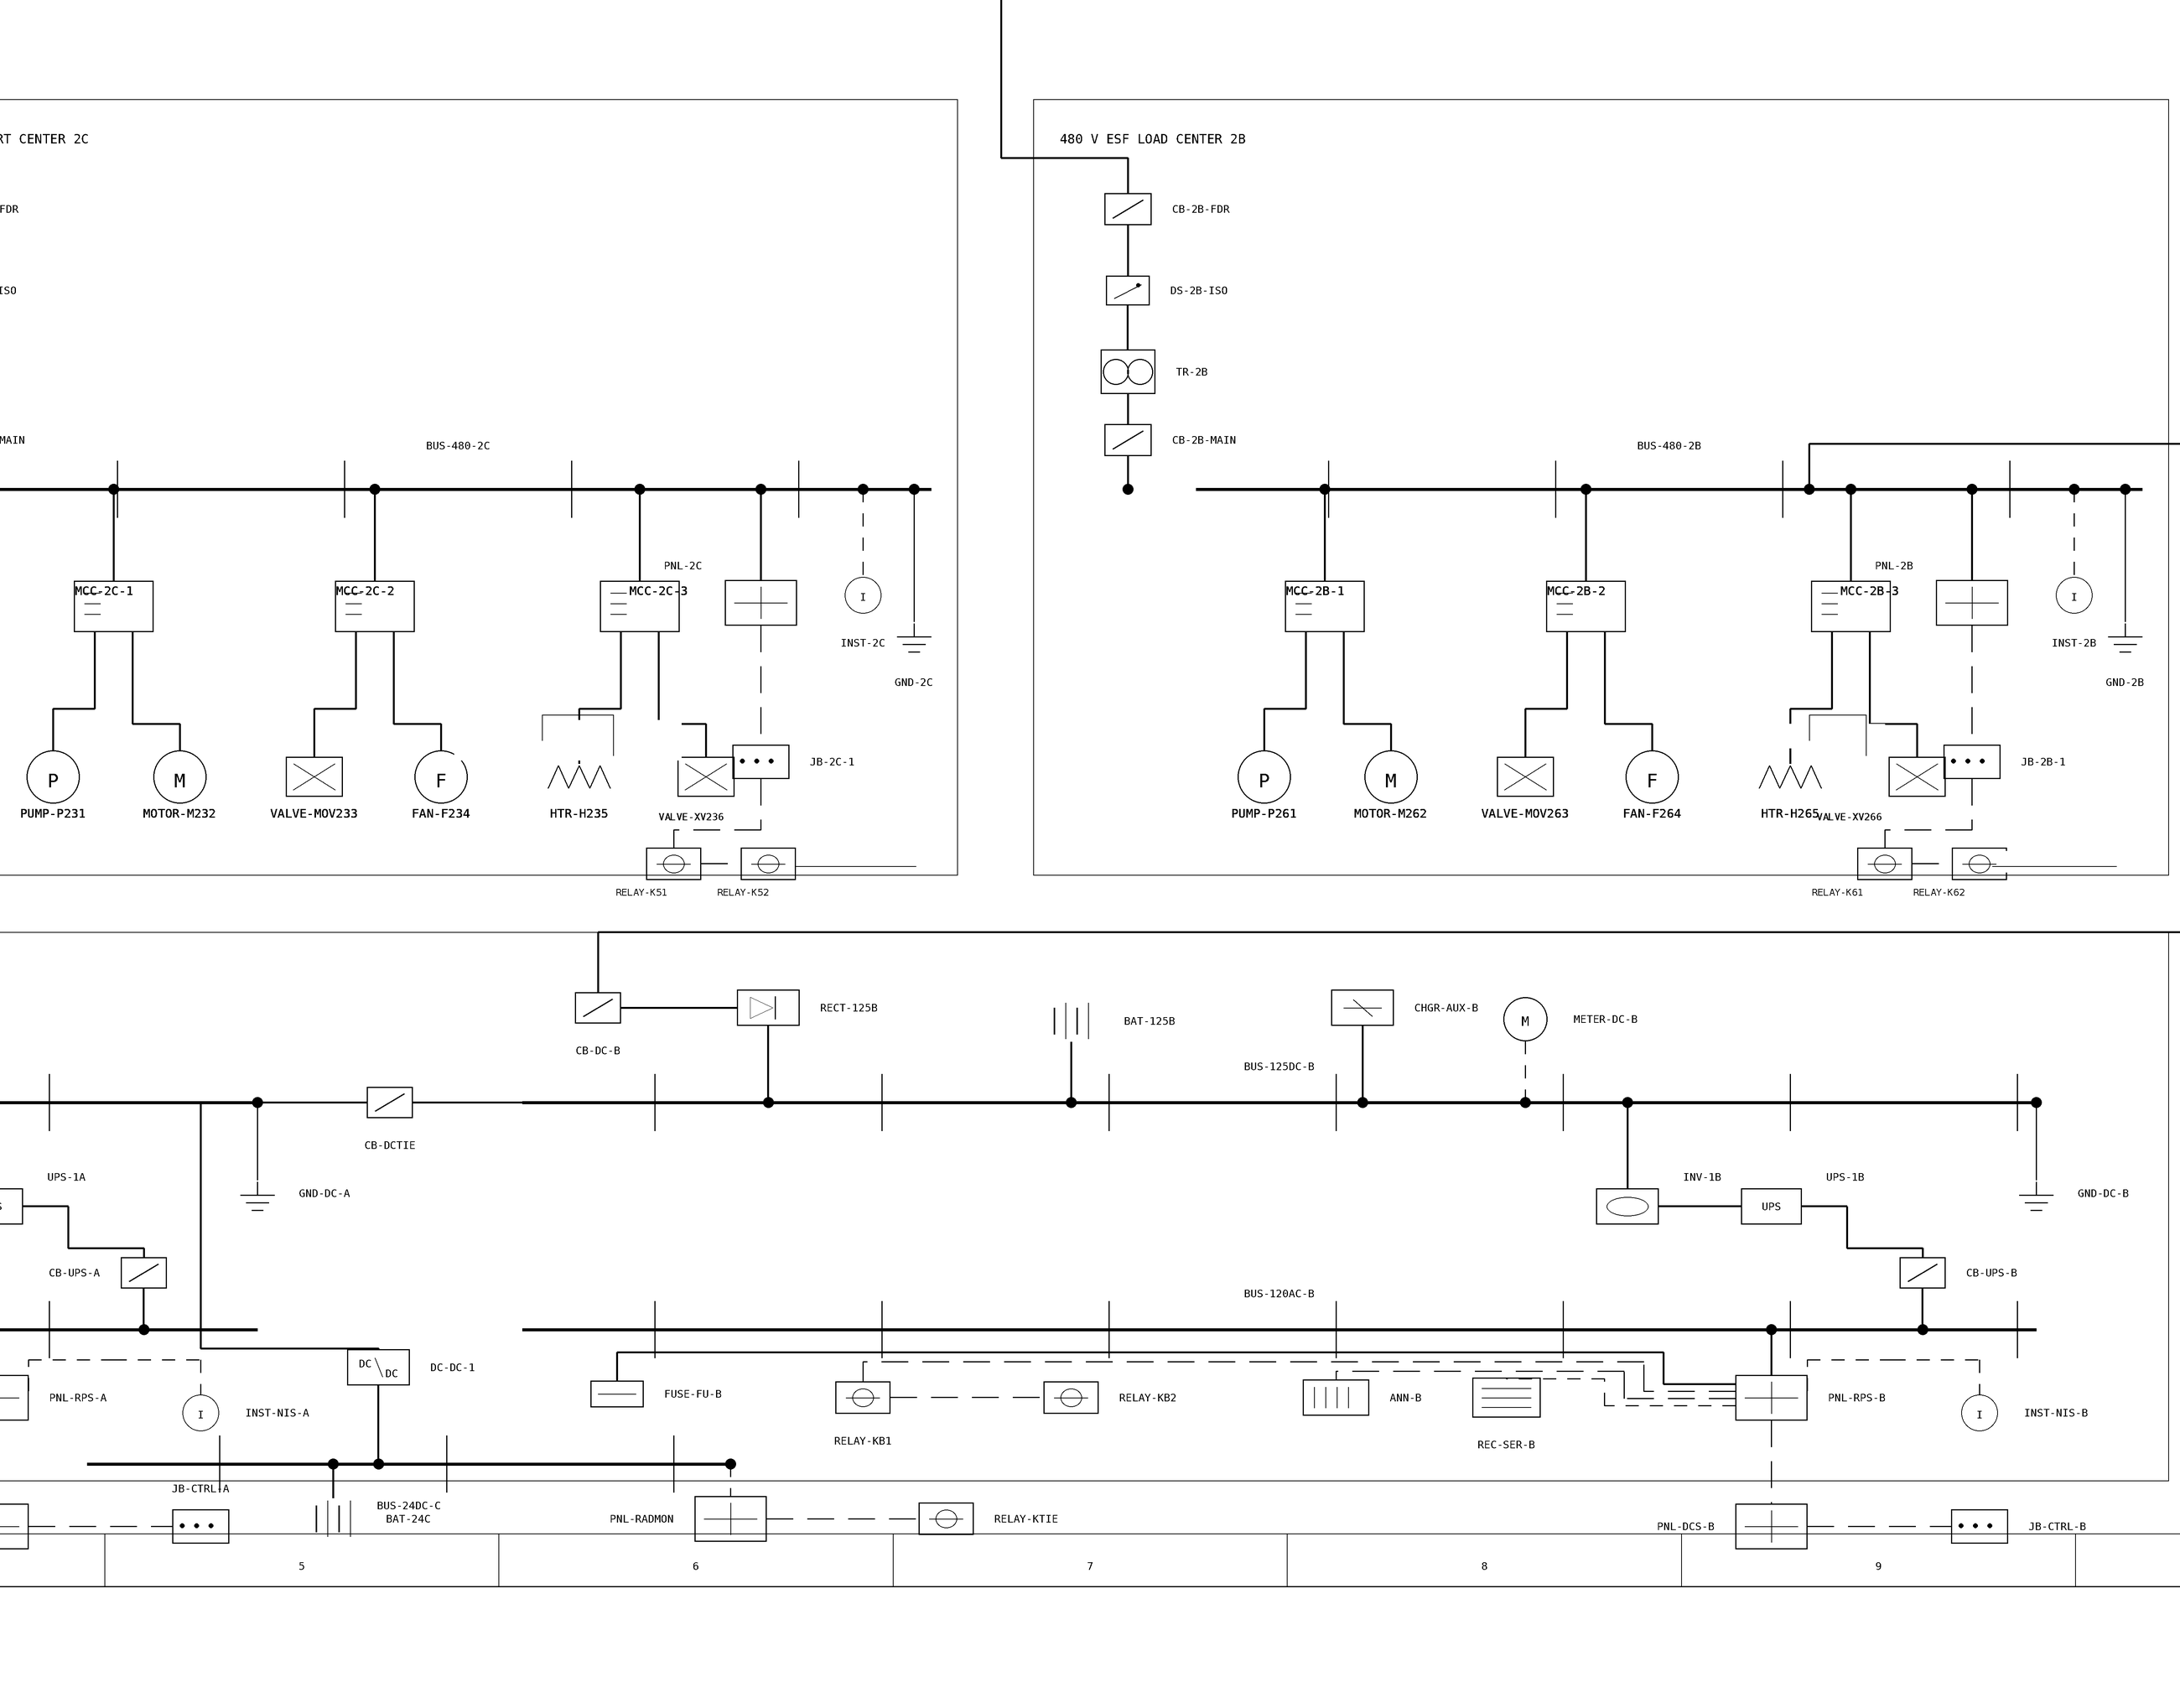 RT CENTER 2C
480 V ESF LOAD CENTER 2B
FDR
CB-2B-FDR
ISO
DS-2B-ISO
TR-2B
MAIN
BUS-480-2C
CB-2B-MAIN
BUS-480-2B
PNL-2C
PNL-2B
MCC-2C-1
MCC-2C-2
MCC-2C-3
MCC-2B-1
MCC-2B-2
MCC-2B-3
I
I
INST-2C
INST-2B
GND-2C
GND-2B
JB-2C-1
JB-2B-1
P
M
F
P
M
F
PUMP-P231
MOTOR-M232
VALVE-MOV233
FAN-F234
HTR-H235
VALVE-XV236
PUMP-P261
MOTOR-M262
VALVE-MOV263
FAN-F264
HTR-H265
VALVE-XV266
RELAY-K51
RELAY-K52
RELAY-K61
RELAY-K62
RECT-125B
BAT-125B
CHGR-AUX-B
M
METER-DC-B
CB-DC-B
BUS-125DC-B
CB-DCTIE
UPS-1A
INV-1B
UPS-1B
GND-DC-A
GND-DC-B
S
UPS
CB-UPS-A
CB-UPS-B
BUS-120AC-B
DC
DC
DC-DC-1
PNL-RPS-A
I
INST-NIS-A
FUSE-FU-B
RELAY-KB2
ANN-B
PNL-RPS-B
I
INST-NIS-B
RELAY-KB1
REC-SER-B
JB-CTRL-A
BUS-24DC-C
BAT-24C
PNL-RADMON
RELAY-KTIE
PNL-DCS-B
JB-CTRL-B
5
6
7
8
9